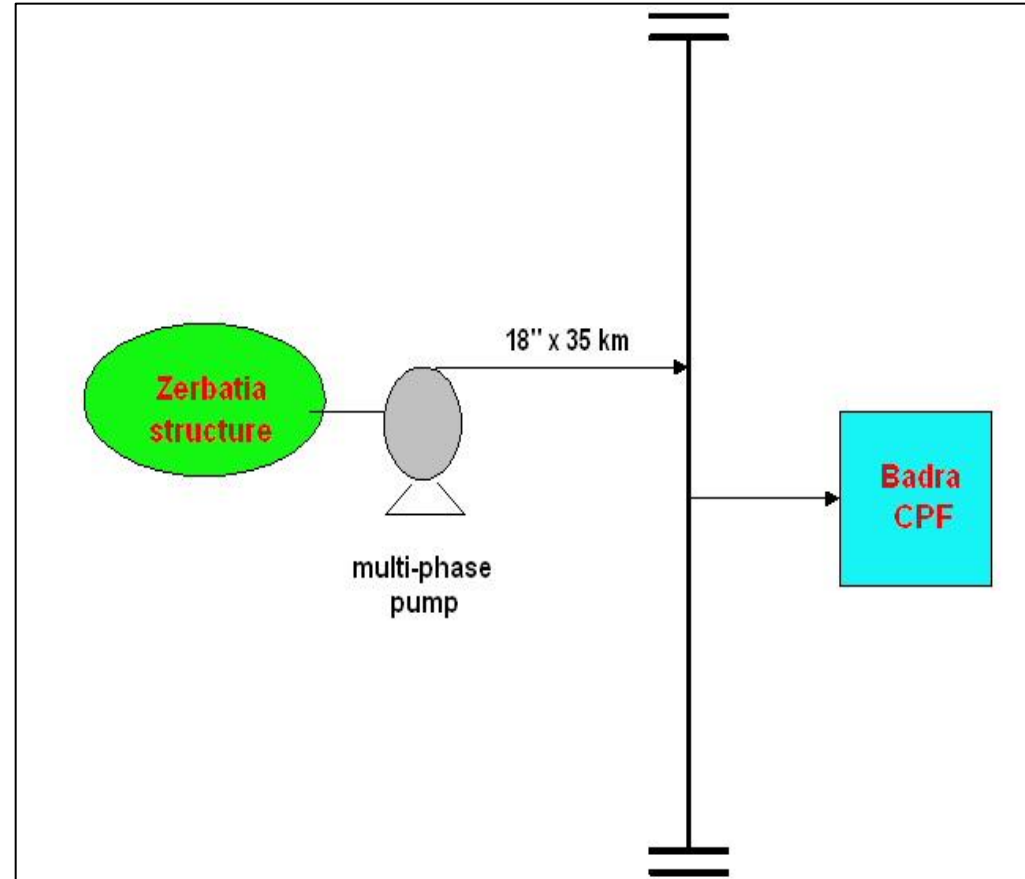 18" x 35 km
Zerbatia
structure
multi-phase
pump
Badra
CPF